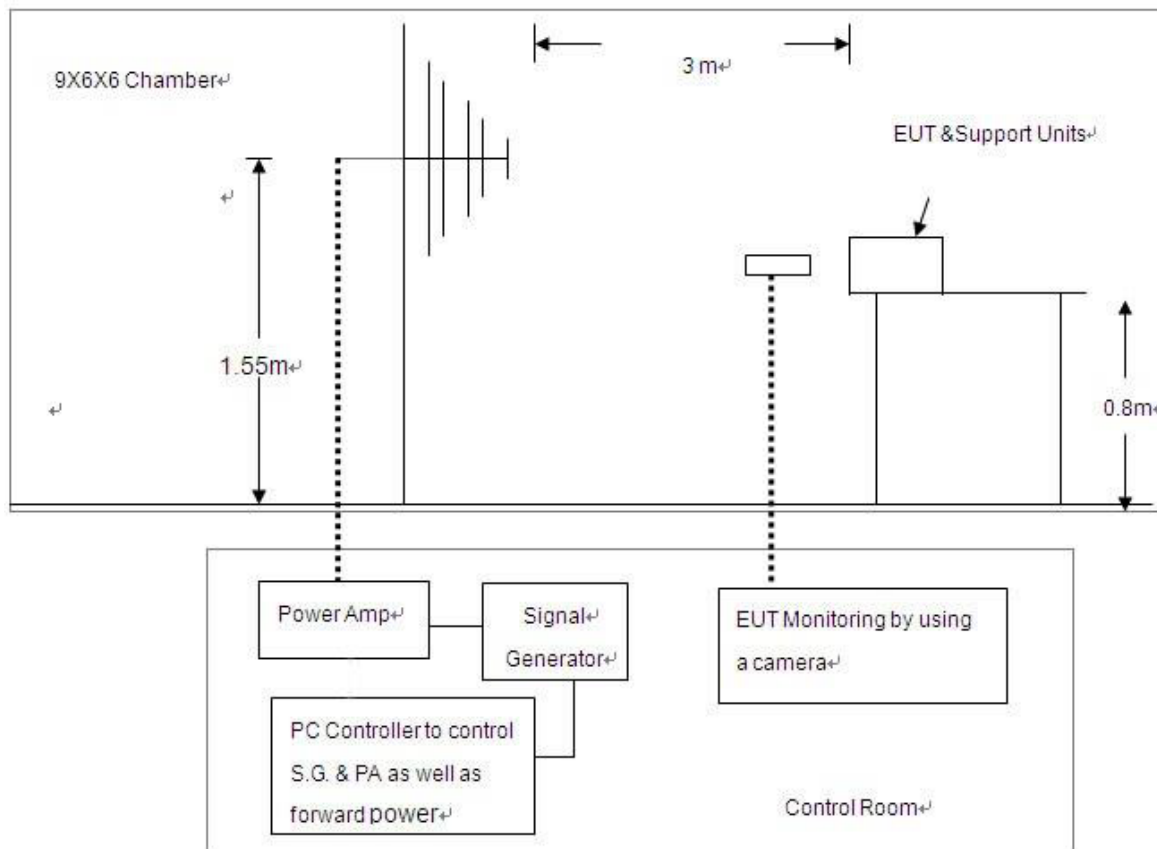 9X6X6 Chamber↵
3 m↵
EUT &Support Units↵
↵
1.55m↵
↵
0.8m↵
Power Amp↵
Signal↵
Generator↵
EUT Monitoring by using
a camera↵
PC Controller to control
S.G. & PA as well as
forward power↵
Control Room↵